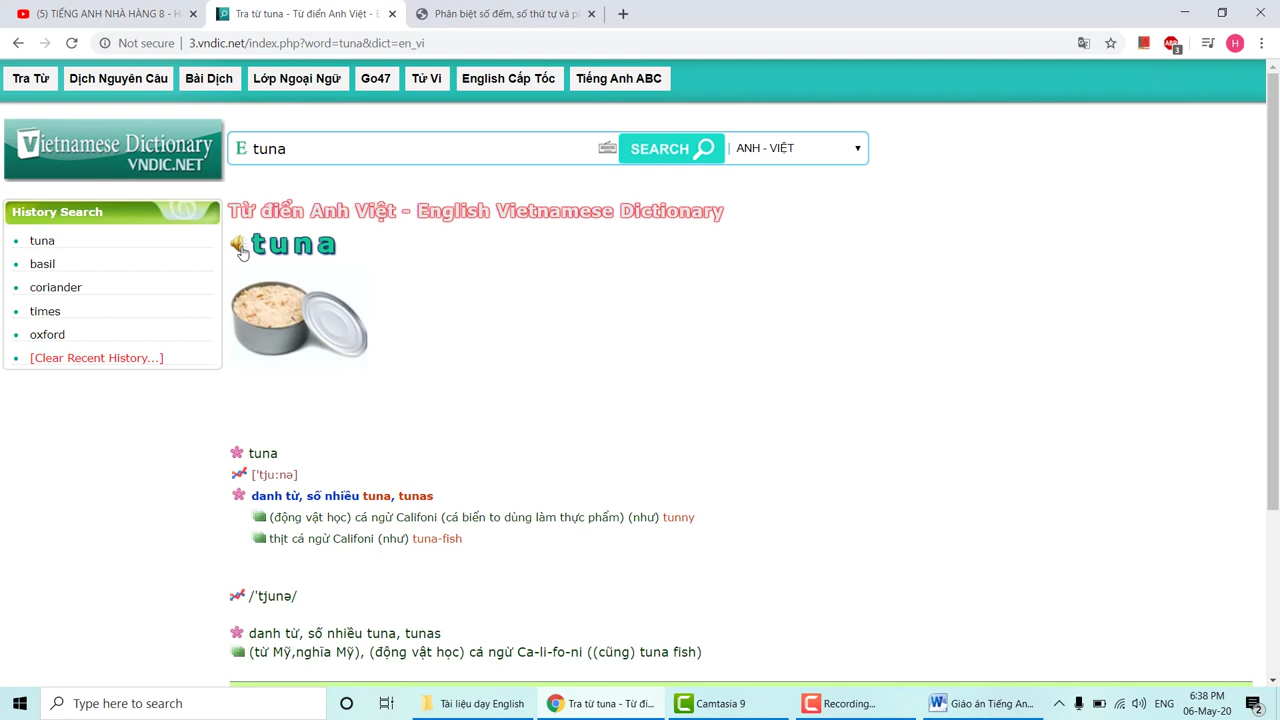 (5) TIẾNG ANH NHÀ HÀNG 8 - H
Tra từ tuna - Từ điển Anh Việt - E
Phân biệt số đếm, số thứ tự và p
Not secure | 3.vndic.net/index.php?word=tuna&dict=en_vi
ABP
3
H
Tra Từ
Dịch Nguyên Câu
Bài Dịch
Lớp Ngoại Ngữ
Go47
Tử Vi
English Cấp Tốc
Tiếng Anh ABC
Vietnamese Dictionary
VNDIC.NET
E tuna
SEARCH
ANH - VIỆT
History Search
tuna
basil
coriander
times
oxford
[Clear Recent History...]
Từ điển Anh Việt - English Vietnamese Dictionary
tuna
tuna
['tju:nə]
danh từ, số nhiều tuna, tunas
(động vật học) cá ngừ Califoni (cá biển to dùng làm thực phẩm) (như) tunny
thịt cá ngừ Califoni (như) tuna-fish
/'tjunə/
danh từ, số nhiều tuna, tunas
(từ Mỹ,nghĩa Mỹ), (động vật học) cá ngừ Ca-li-fo-ni ((cũng) tuna fish)
Type here to search
Tài liệu dạy English
Tra từ tuna - Từ đi...
Camtasia 9
Recording...
Giáo án Tiếng An...
ENG
6:38 PM
06-May-20
2